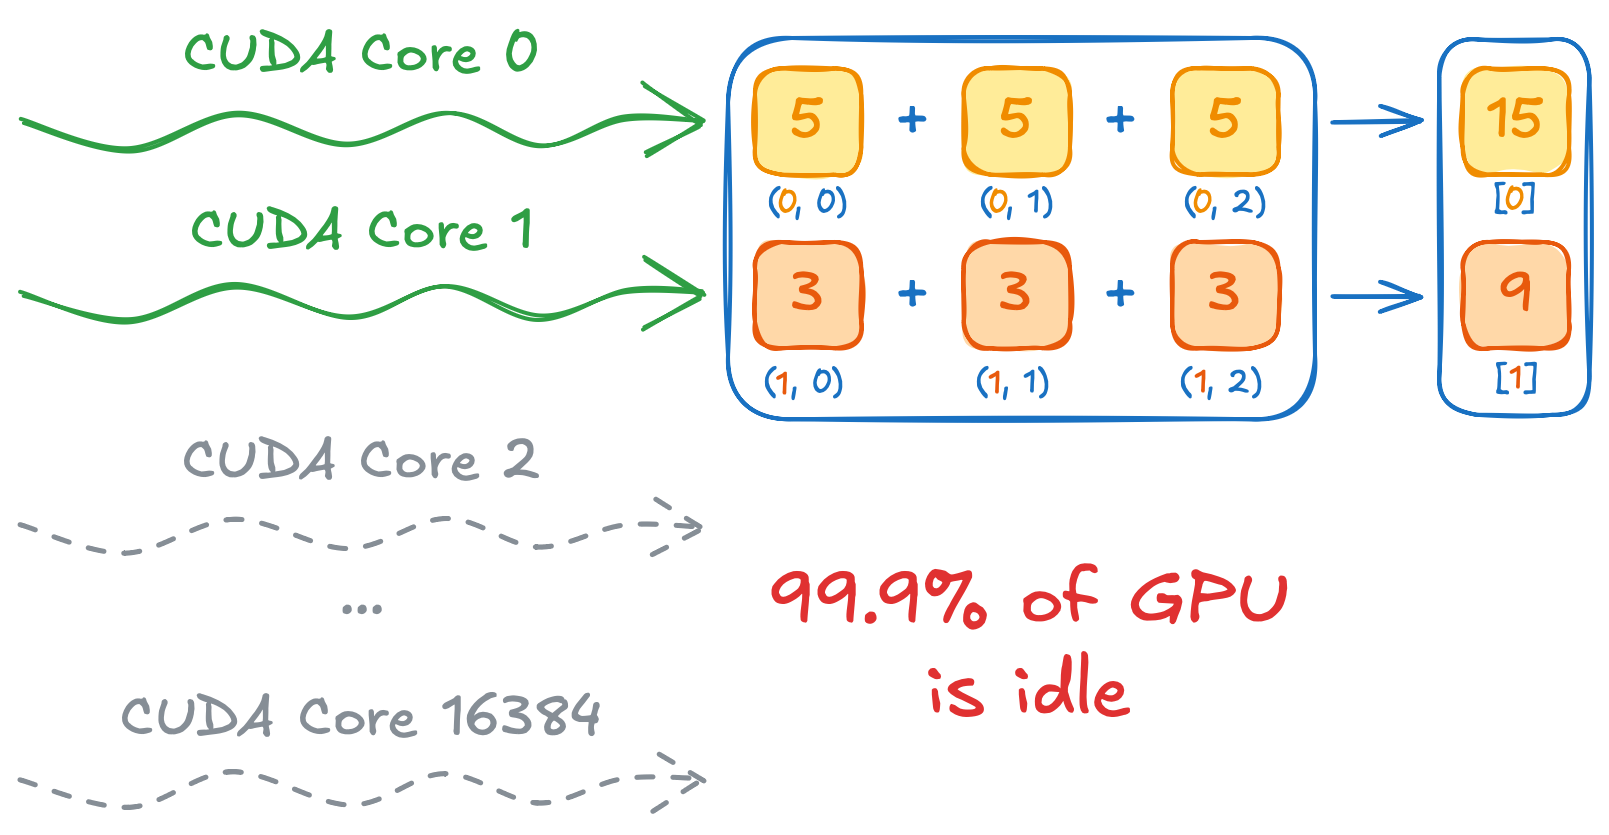 CUDA Core 0
5 + 5 + 5
15
(0, 0) (0, 1) (0, 2)
[0]
CUDA Core 1
3 + 3 + 3
9
(1, 0) (1, 1) (1, 2)
[1]
CUDA Core 2
...
CUDA Core 16384
99.9% of GPU
is idle